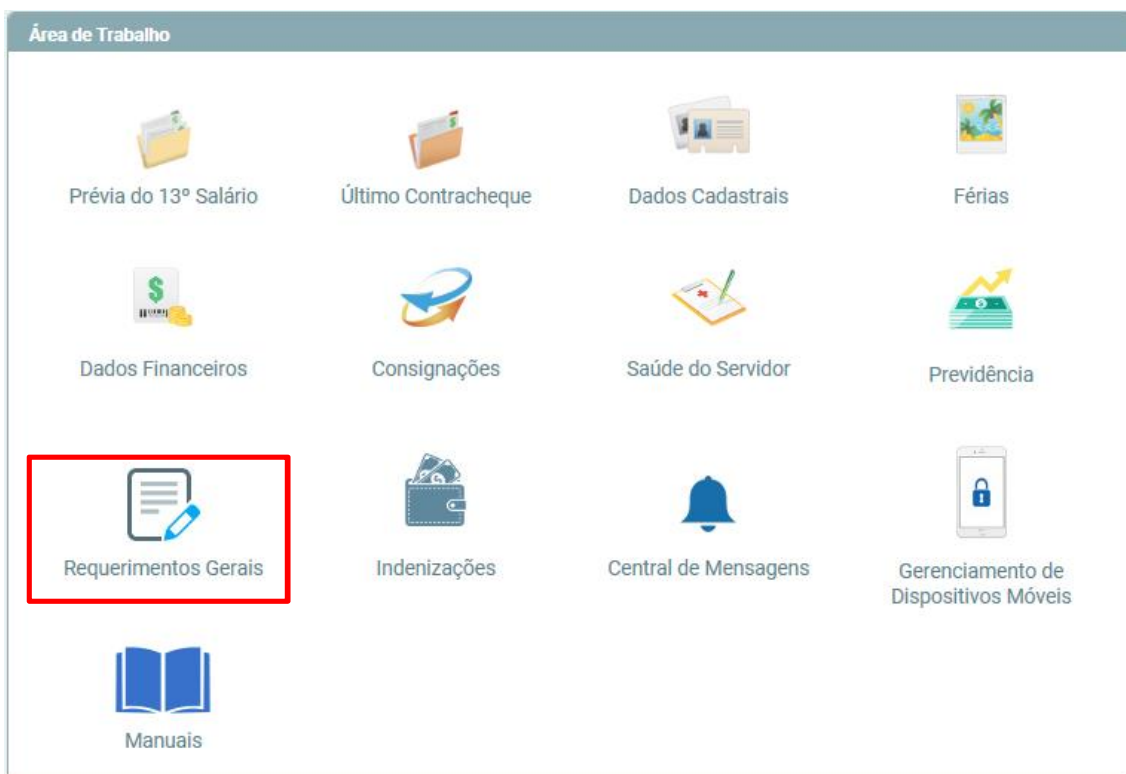 Área de Trabalho
Prévia do 13º Salário
Último Contracheque
Dados Cadastrais
Férias
Dados Financeiros
Consignações
Saúde do Servidor
Previdência
Requerimentos Gerais
Indenizações
Central de Mensagens
Gerenciamento de
Dispositivos Móveis
Manuais